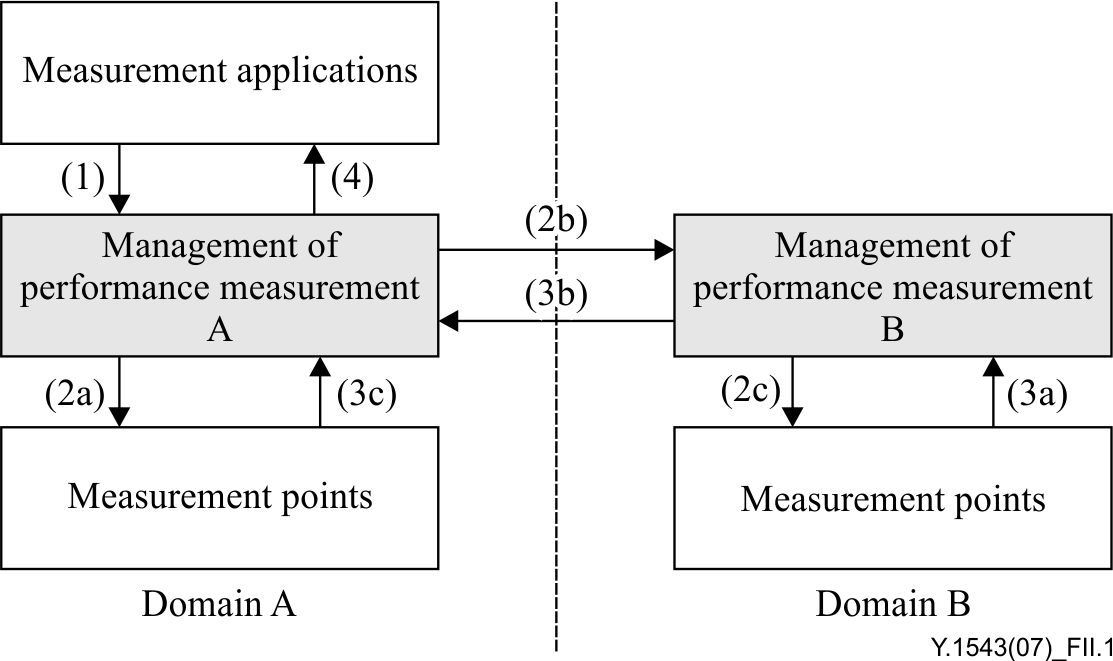 Measurement applications
(1)
(4)
Management of
performance measurement
A
(2b)
(3b)
Management of
performance measurement
B
(2a)
(3c)
(2c)
(3a)
Measurement points
Measurement points
Domain A
Domain B
Y.1543(07)_FII.1